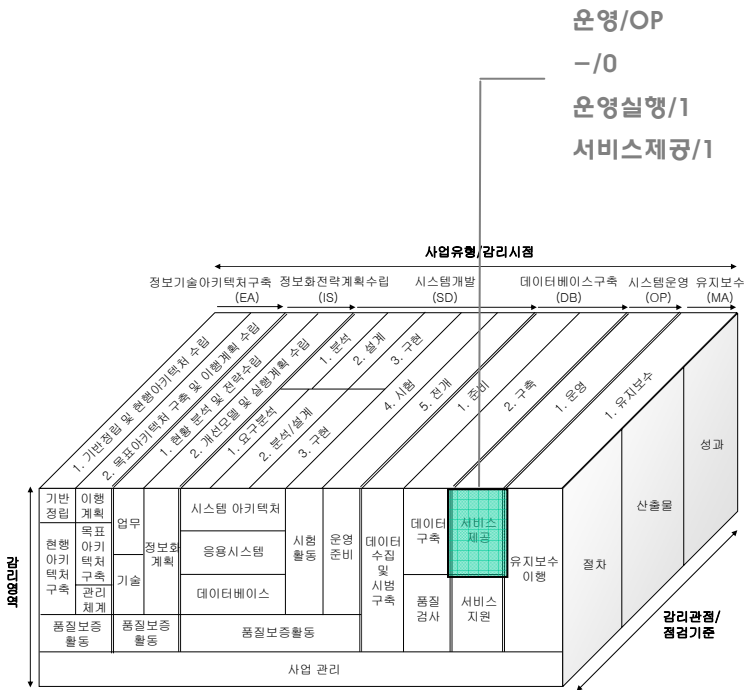 운영/OP
–/0
운영실행/1
서비스제공/1
사업유형/감리시점
정보기술아키텍처구축
(EA)
정보화전략계획수립
(IS)
시스템개발
(SD)
데이터베이스구축
(DB)
시스템운영
(OP)
유지보수
(MA)
1. 기반정립 및 현행아키텍처 수립
2. 목표아키텍처 구축 및 이행계획 수립
1. 현황 분석 및 전략수립
2. 개선모델 및 실행계획 수립
1. 분석
2. 설계
3. 구현
1. 요구분석
2. 분석/설계
3. 구현
4. 시험
5. 전개
1. 준비
2. 구축
1. 운영
1. 유지보수
감리영역
기반
정립
이행
계획
현행
아키
텍처
구축
목표
아키
텍처
구축
관리
체계
업무
기술
정보화
계획
시스템 아키텍처
응용시스템
데이터베이스
시험
활동
운영
준비
데이터
수집
및
시범
구축
데이터
구축
품질
검사
서비스
제공
서비스
지원
유지보수
이행
품질보증
활동
품질보증
활동
품질보증활동
사업 관리
절차
산출물
성과
감리관점/
점검기준